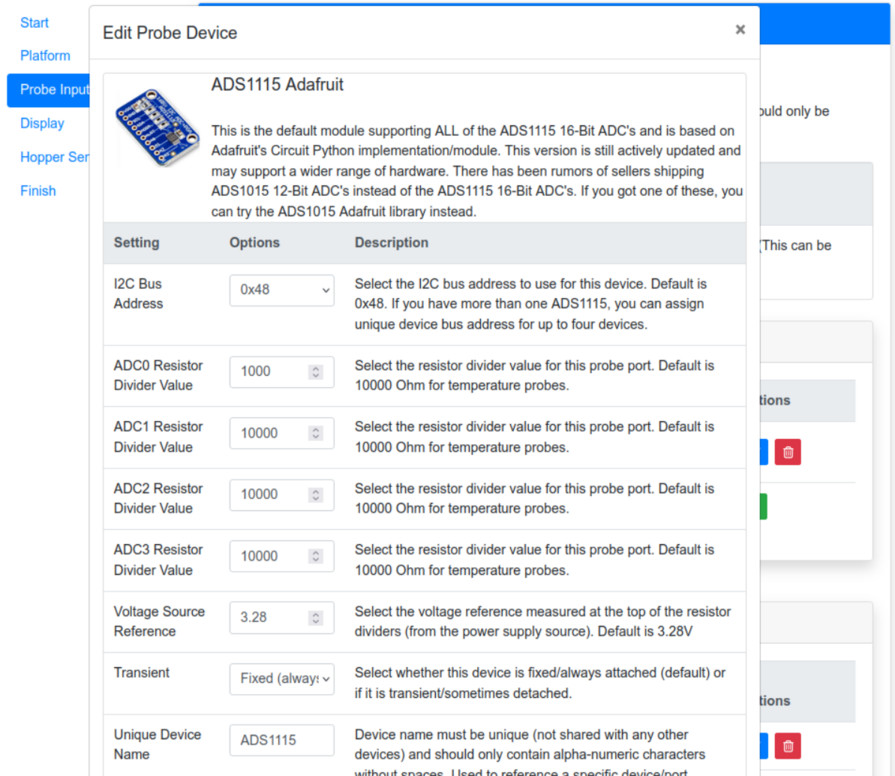 Start
Platform
Probe Input
Display
Hopper Sen
Finish
Edit Probe Device
×
ADS1115 Adafruit
This is the default module supporting ALL of the ADS1115 16-Bit ADC's and is based on
Adafruit's Circuit Python implementation/module. This version is still actively updated and
may support a wider range of hardware. There has been rumors of sellers shipping
ADS1015 12-Bit ADC's instead of the ADS1115 16-Bit ADC's. If you got one of these, you
can try the ADS1015 Adafruit library instead.
Setting Options Description
I2C Bus
Address
0x48
Select the I2C bus address to use for this device. Default is
0x48. If you have more than one ADS1115, you can assign
unique device bus address for up to four devices.
ADC0 Resistor
Divider Value
1000
Select the resistor divider value for this probe port. Default is
10000 Ohm for temperature probes.
ADC1 Resistor
Divider Value
10000
Select the resistor divider value for this probe port. Default is
10000 Ohm for temperature probes.
ADC2 Resistor
Divider Value
10000
Select the resistor divider value for this probe port. Default is
10000 Ohm for temperature probes.
ADC3 Resistor
Divider Value
10000
Select the resistor divider value for this probe port. Default is
10000 Ohm for temperature probes.
Voltage Source
Reference
3.28
Select the voltage reference measured at the top of the resistor
dividers (from the power supply source). Default is 3.28V
Transient
Fixed (always
Select whether this device is fixed/always attached (default) or
if it is transient/sometimes detached.
Unique Device
Name
ADS1115
Device name must be unique (not shared with any other
devices) and should only contain alpha-numeric characters
without spaces. Used to reference a specific device/port
ould only be
(This can be
tions
tions